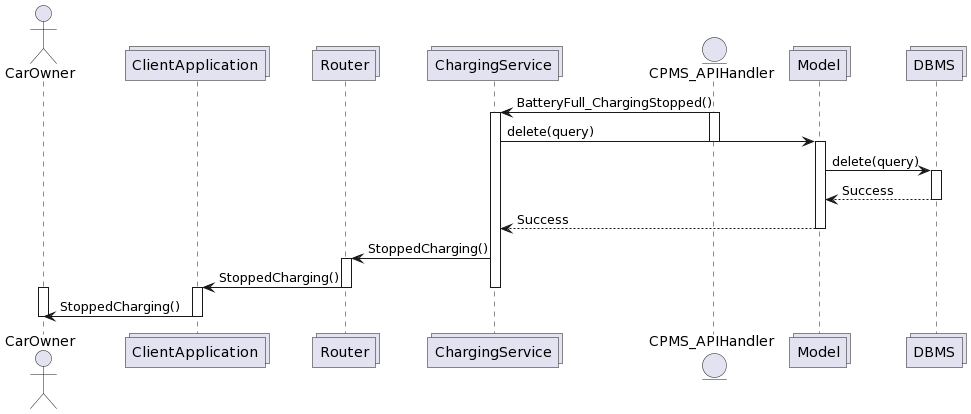 CarOwner
ClientApplication
Router
ChargingService
CPMS_APIHandler
Model
DBMS
BatteryFull_ChargingStopped()
delete(query)
delete(query)
Success
Success
StoppedCharging()
StoppedCharging()
StoppedCharging()
CarOwner
ClientApplication
Router
ChargingService
CPMS_APIHandler
Model
DBMS